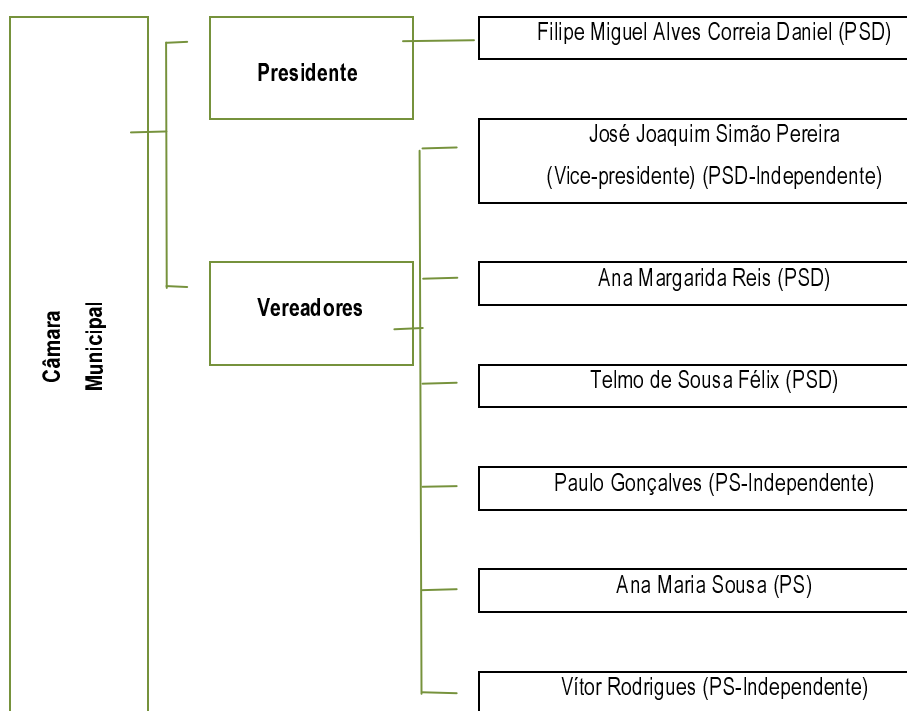 Câmara
Municipal
Presidente
Filipe Miguel Alves Correia Daniel (PSD)
Vereadores
José Joaquim Simão Pereira
(Vice-presidente) (PSD-Independente)
Ana Margarida Reis (PSD)
Telmo de Sousa Félix (PSD)
Paulo Gonçalves (PS-Independente)
Ana Maria Sousa (PS)
Vítor Rodrigues (PS-Independente)